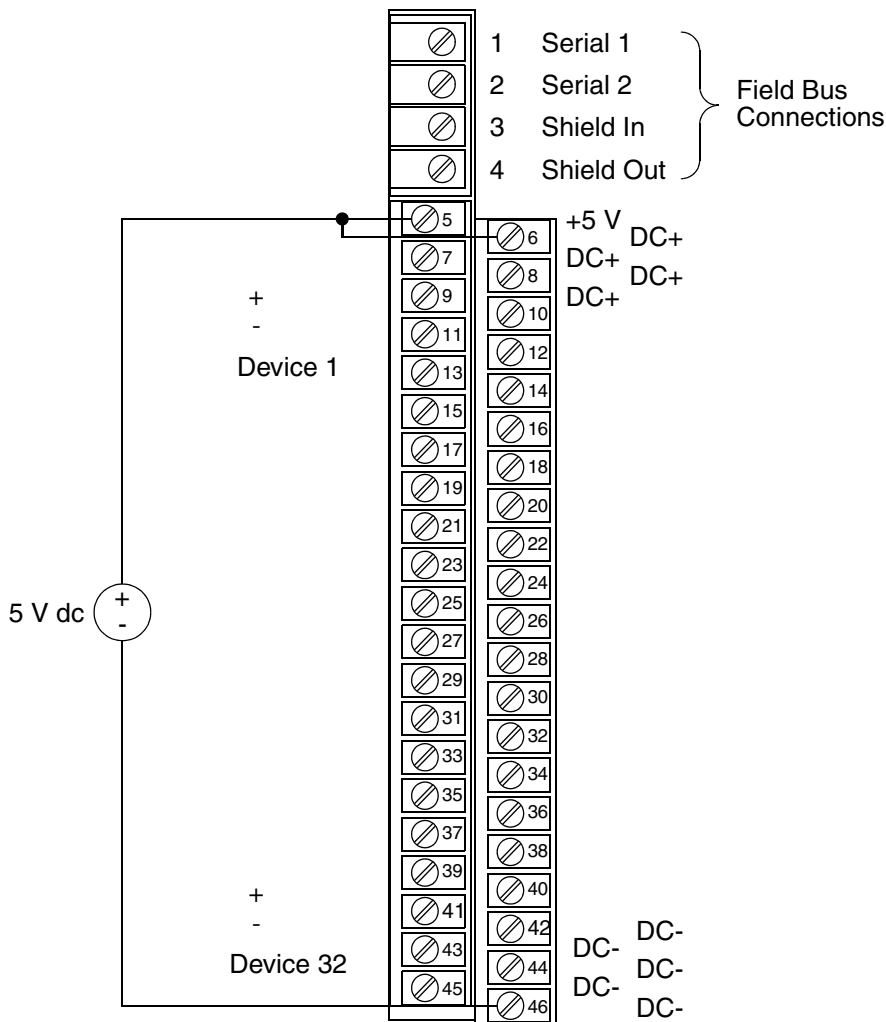 1 Serial 1
2 Serial 2
3 Shield In
4 Shield Out
Field Bus
Connections
5
6
7
8
9
10
11
12
13
14
15
16
17
18
19
20
21
22
23
24
25
26
27
28
29
30
31
32
33
34
35
36
37
38
39
40
41
42
43
44
45
46
+5 V
DC+
DC+
DC+
DC+
+
-
Device 1
5 V dc
+
-
+
-
Device 32
DC-
DC-
DC-
DC-
DC-